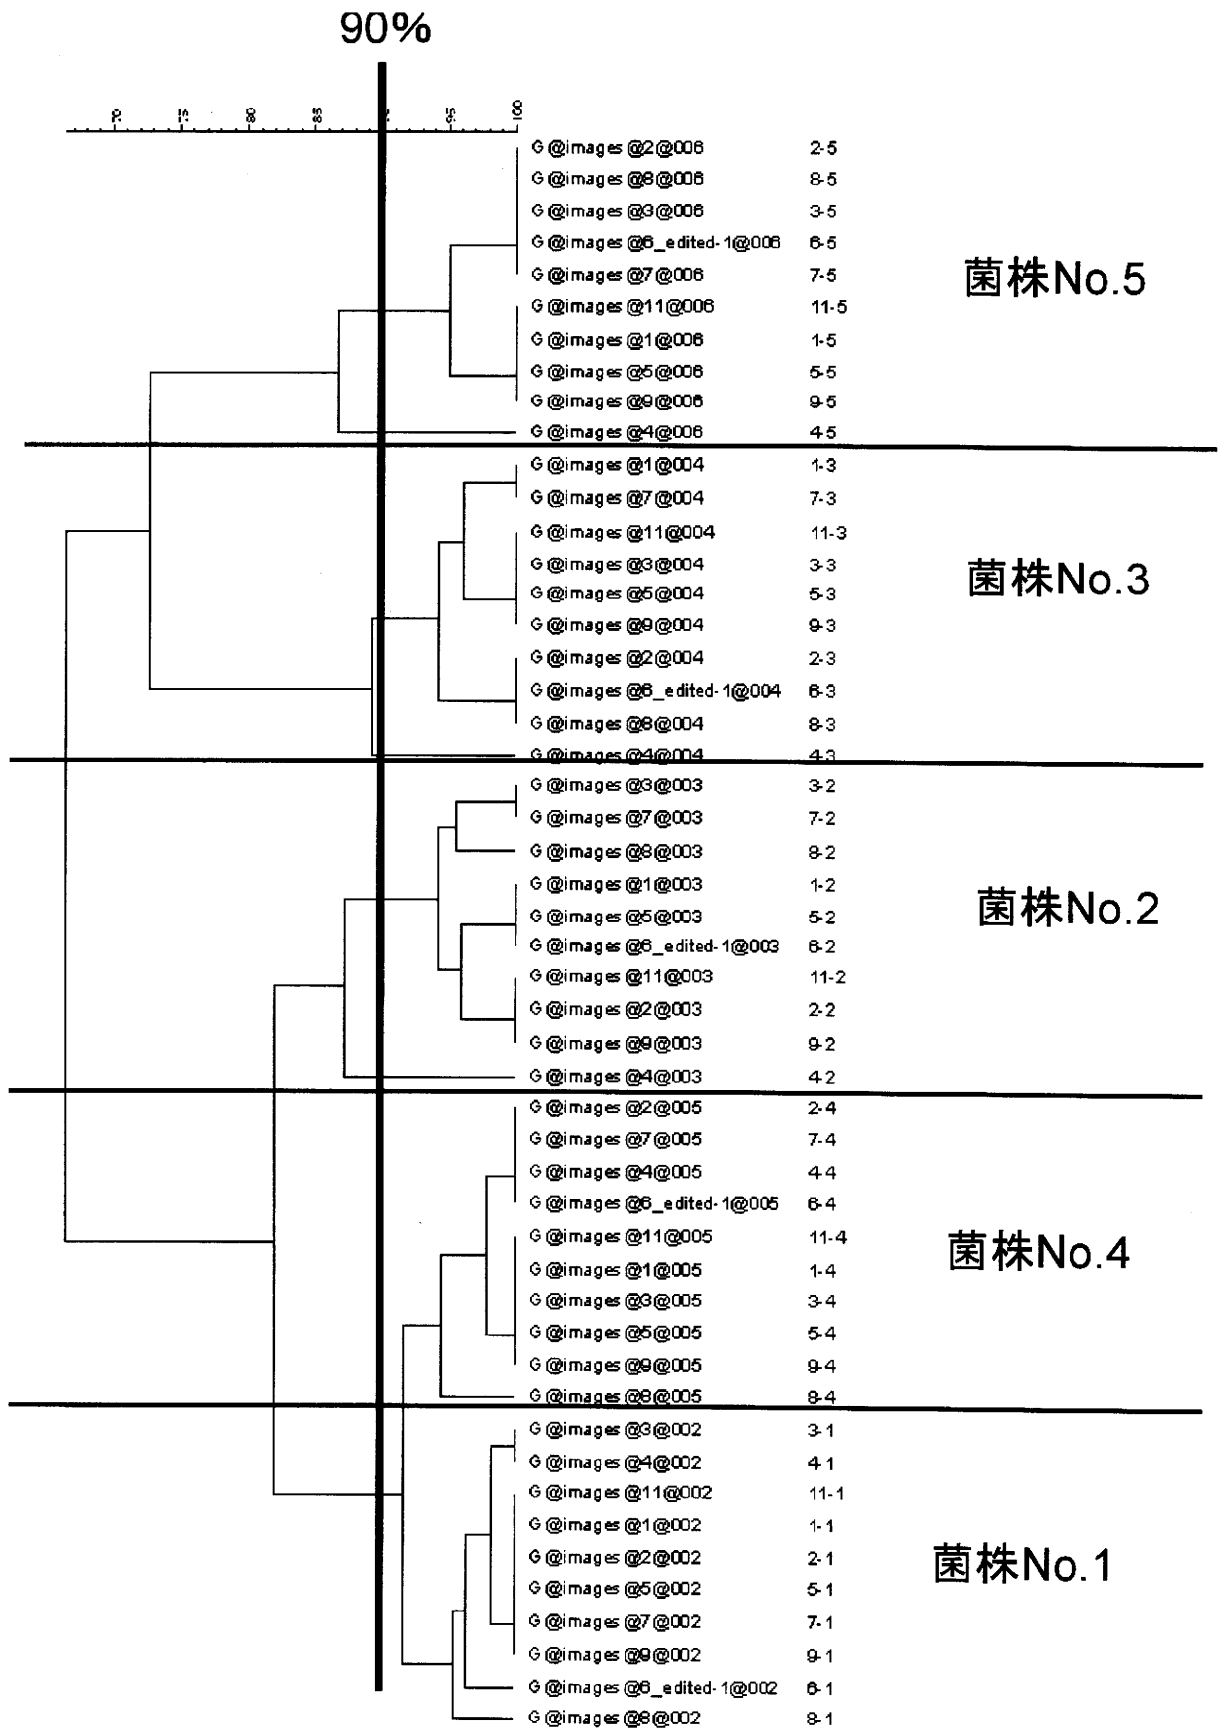 90%
70 75 80 85 95 100
G@images@2@006 2-5
G@images@8@006 8-5
G@images@3@006 3-5
G@images@6_edited-1@006 6-5
G@images@7@006 7-5
G@images@11@006 11-5
G@images@1@006 1-5
G@images@5@006 5-5
G@images@9@006 9-5
G@images@4@006 4-5
菌株No.5
G@images@1@004 1-3
G@images@7@004 7-3
G@images@11@004 11-3
G@images@3@004 3-3
G@images@5@004 5-3
G@images@9@004 9-3
G@images@2@004 2-3
G@images@6_edited-1@004 6-3
G@images@8@004 8-3
G@images@4@004 4-3
菌株No.3
G@images@3@003 3-2
G@images@7@003 7-2
G@images@8@003 8-2
G@images@1@003 1-2
G@images@5@003 5-2
G@images@6_edited-1@003 6-2
G@images@11@003 11-2
G@images@2@003 2-2
G@images@9@003 9-2
G@images@4@003 4-2
菌株No.2
G@images@2@005 2-4
G@images@7@005 7-4
G@images@4@005 4-4
G@images@6_edited-1@005 6-4
G@images@11@005 11-4
G@images@1@005 1-4
G@images@3@005 3-4
G@images@5@005 5-4
G@images@9@005 9-4
G@images@8@005 8-4
菌株No.4
G@images@3@002 3-1
G@images@4@002 4-1
G@images@11@002 11-1
G@images@1@002 1-1
G@images@2@002 2-1
G@images@5@002 5-1
G@images@7@002 7-1
G@images@9@002 9-1
G@images@6_edited-1@002 6-1
G@images@8@002 8-1
菌株No.1